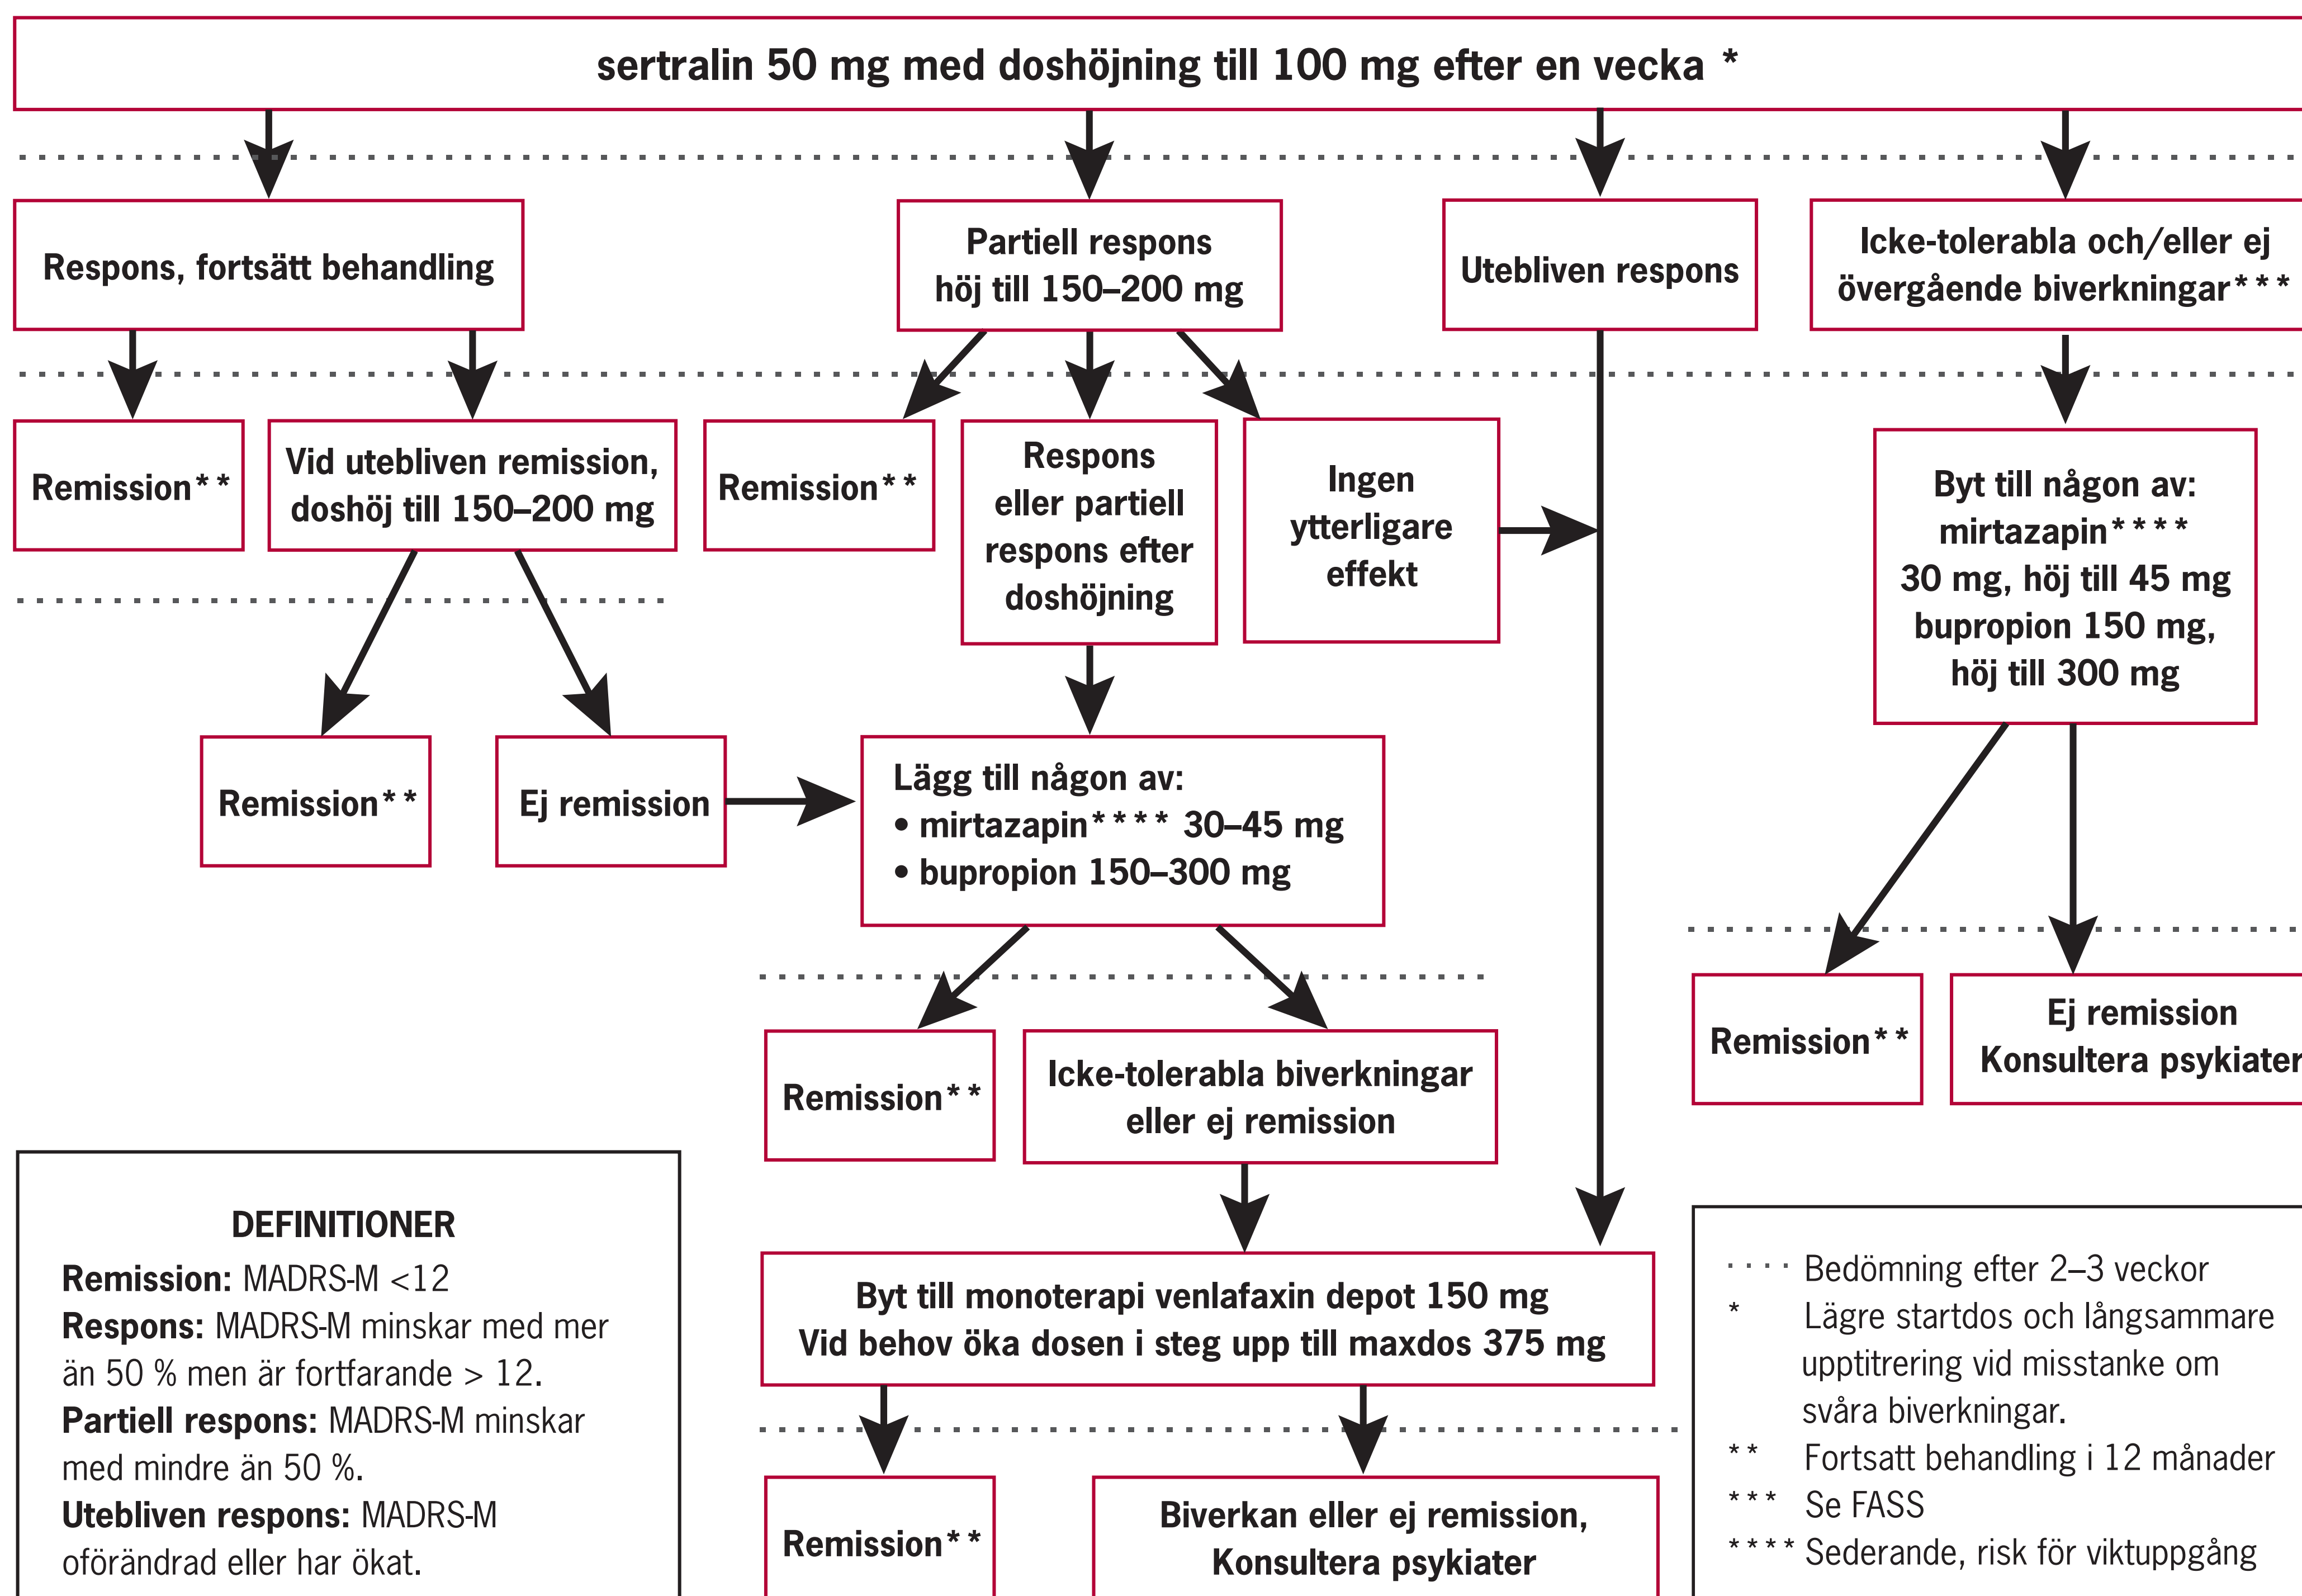 sertralin 50 mg med doshöjning till 100 mg efter en vecka *
Respons, fortsätt behandling
Partiell respons
höj till 150–200 mg
Utebliven respons
Icke-tolerabla och/eller ej
övergående biverkningar***
Remission**
Vid utebliven remission,
doshöj till 150–200 mg
Remission**
Respons
eller partiell
respons efter
doshöjning
Ingen
ytterligare
effekt
Byt till någon av:
mirtazapin****
30 mg, höj till 45 mg
bupropion 150 mg,
höj till 300 mg
Remission**
Ej remission
Lägg till någon av:
• mirtazapin**** 30–45 mg
• bupropion 150–300 mg
Remission**
Icke-tolerabla biverkningar
eller ej remission
Remission**
Ej remission
Konsultera psykiater
Byt till monoterapi venlafaxin depot 150 mg
Vid behov öka dosen i steg upp till maxdos 375 mg
Remission**
Biverkan eller ej remission,
Konsultera psykiater
DEFINITIONER
Remission: MADRS-M <12
Respons: MADRS-M minskar med mer
än 50 % men är fortfarande > 12.
Partiell respons: MADRS-M minskar
med mindre än 50 %.
Utebliven respons: MADRS-M
oförändrad eller har ökat.
···· Bedömning efter 2–3 veckor
* Lägre startdos och långsammare
upptitrering vid misstanke om
svåra biverkningar.
** Fortsatt behandling i 12 månader
*** Se FASS
**** Sederande, risk för viktuppgång